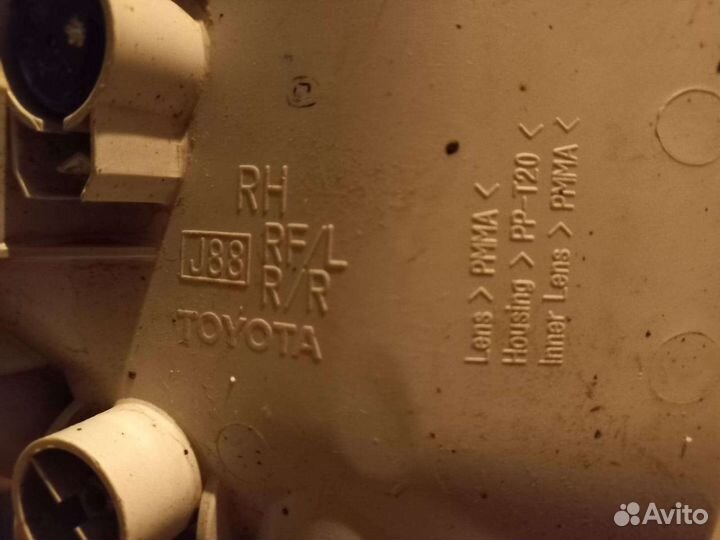 RH
J88
RF/L
R/R
TOYOTA
Lens > PMMA <
Housing > PP-T20 <
Inner Lens > PMMA <
Avito